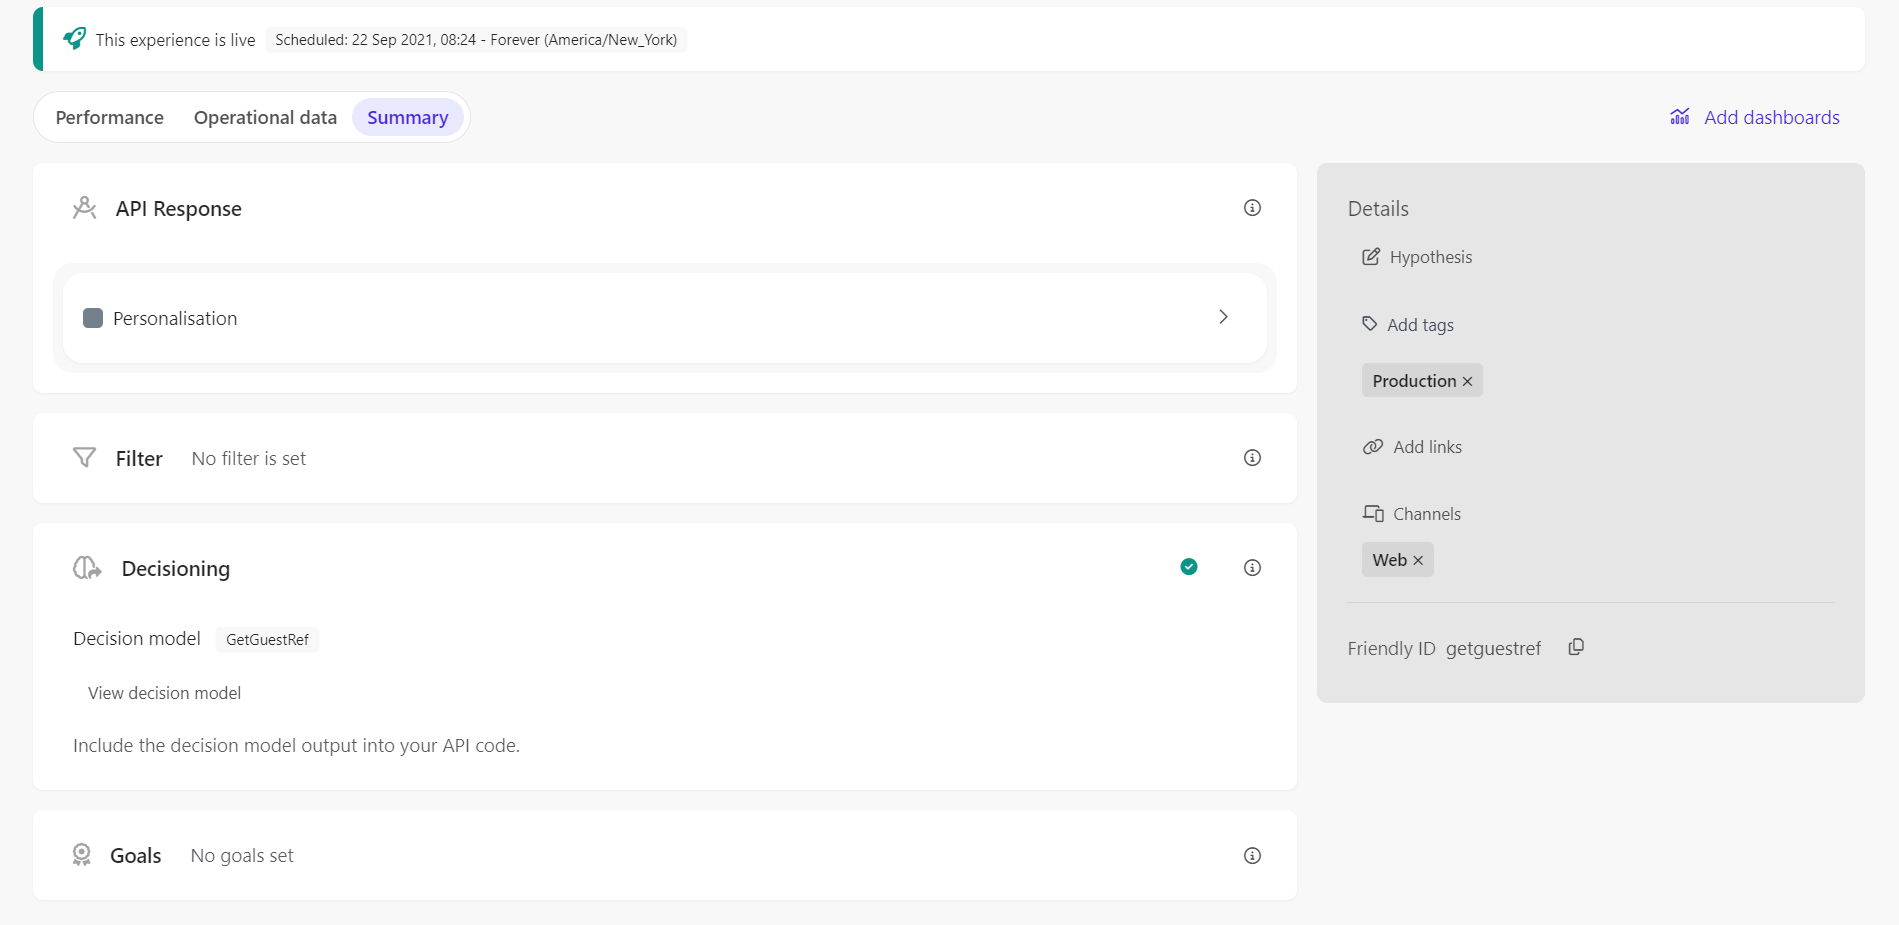 This experience is live Scheduled: 22 Sep 2021, 08:24 - Forever (America/New_York)
Performance Operational data Summary
Add dashboards
API Response
Personalisation
Filter No filter is set
Decisioning
Decision model GetGuestRef
View decision model
Include the decision model output into your API code.
Goals No goals set
Details
Hypothesis
Add tags
Production ×
Add links
Channels
Web ×
Friendly ID getguestref